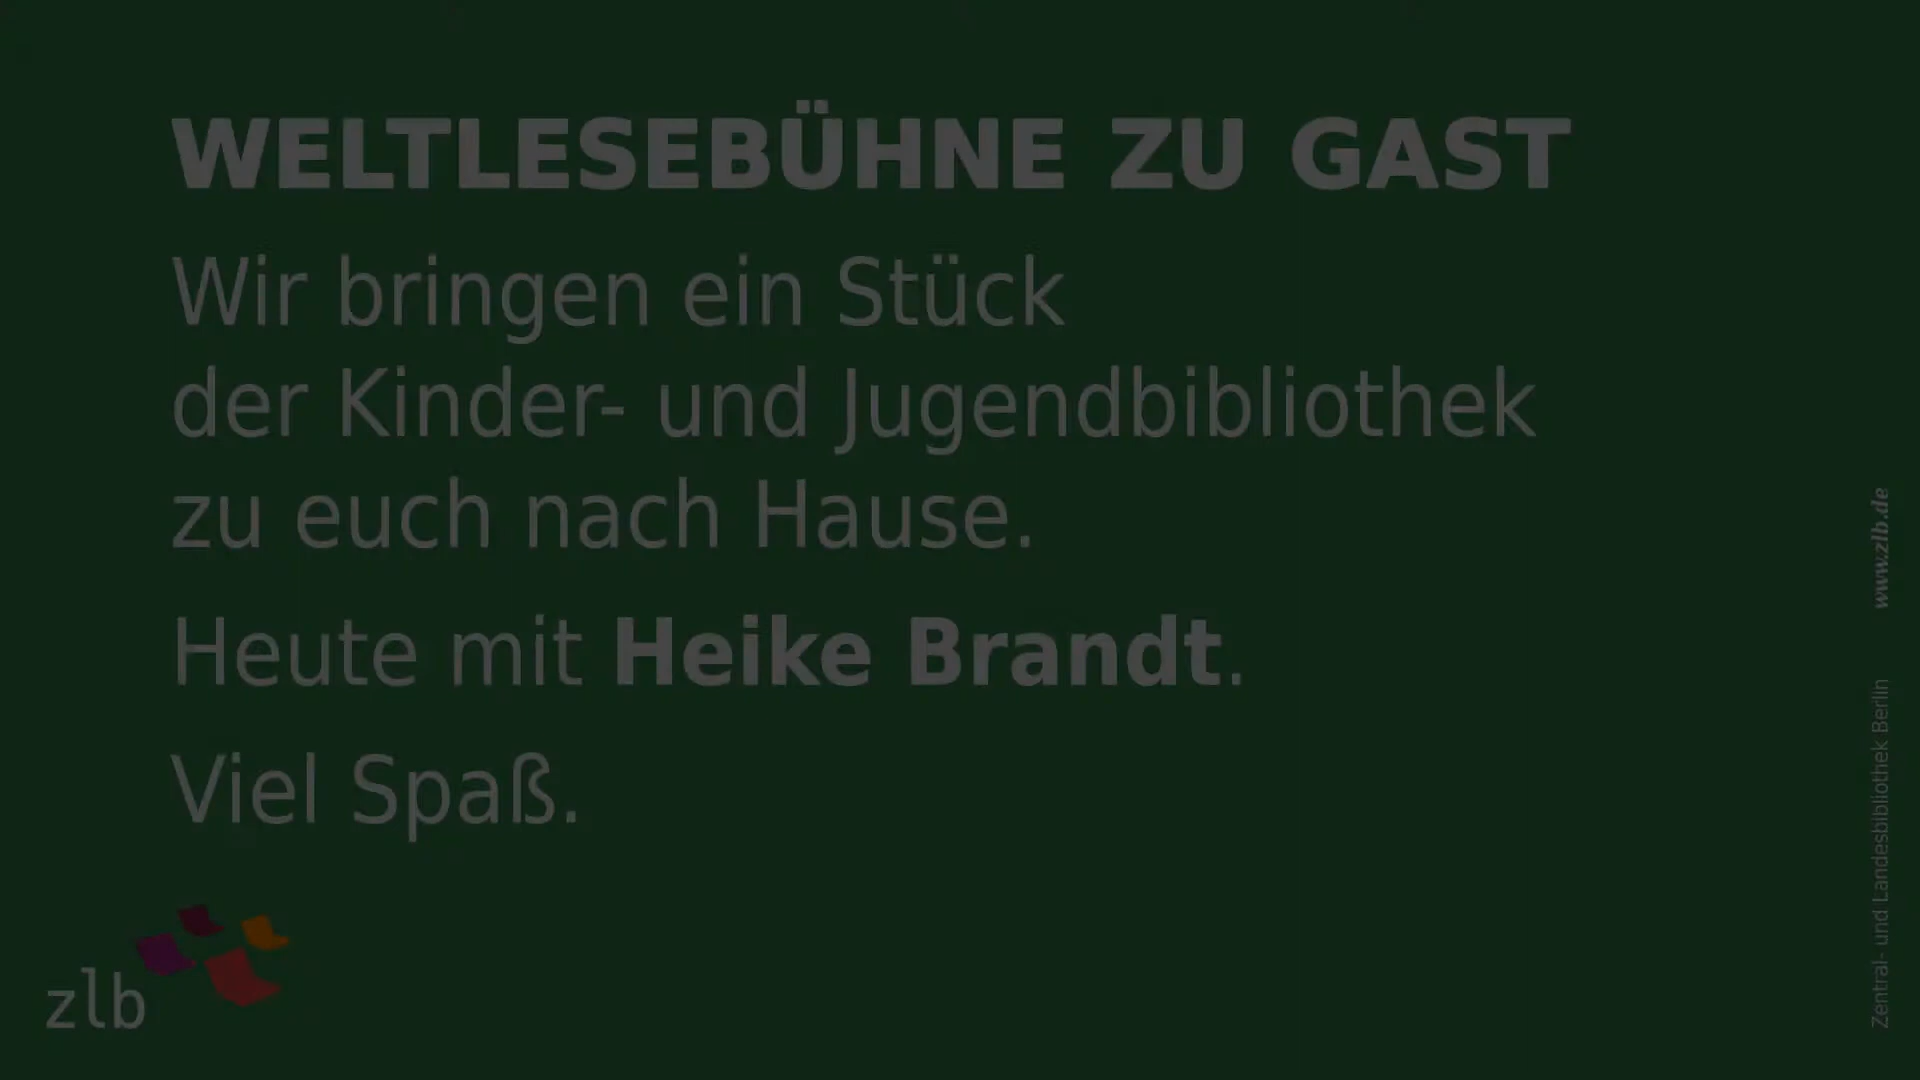 WELTLESEBÜHNE ZU GAST
Wir bringen ein Stück
der Kinder- und Jugendbibliothek
zu euch nach Hause.
Heute mit Heike Brandt.
Viel Spaß.
zlb
Zentral- und Landesbibliothek Berlin www.zlb.de